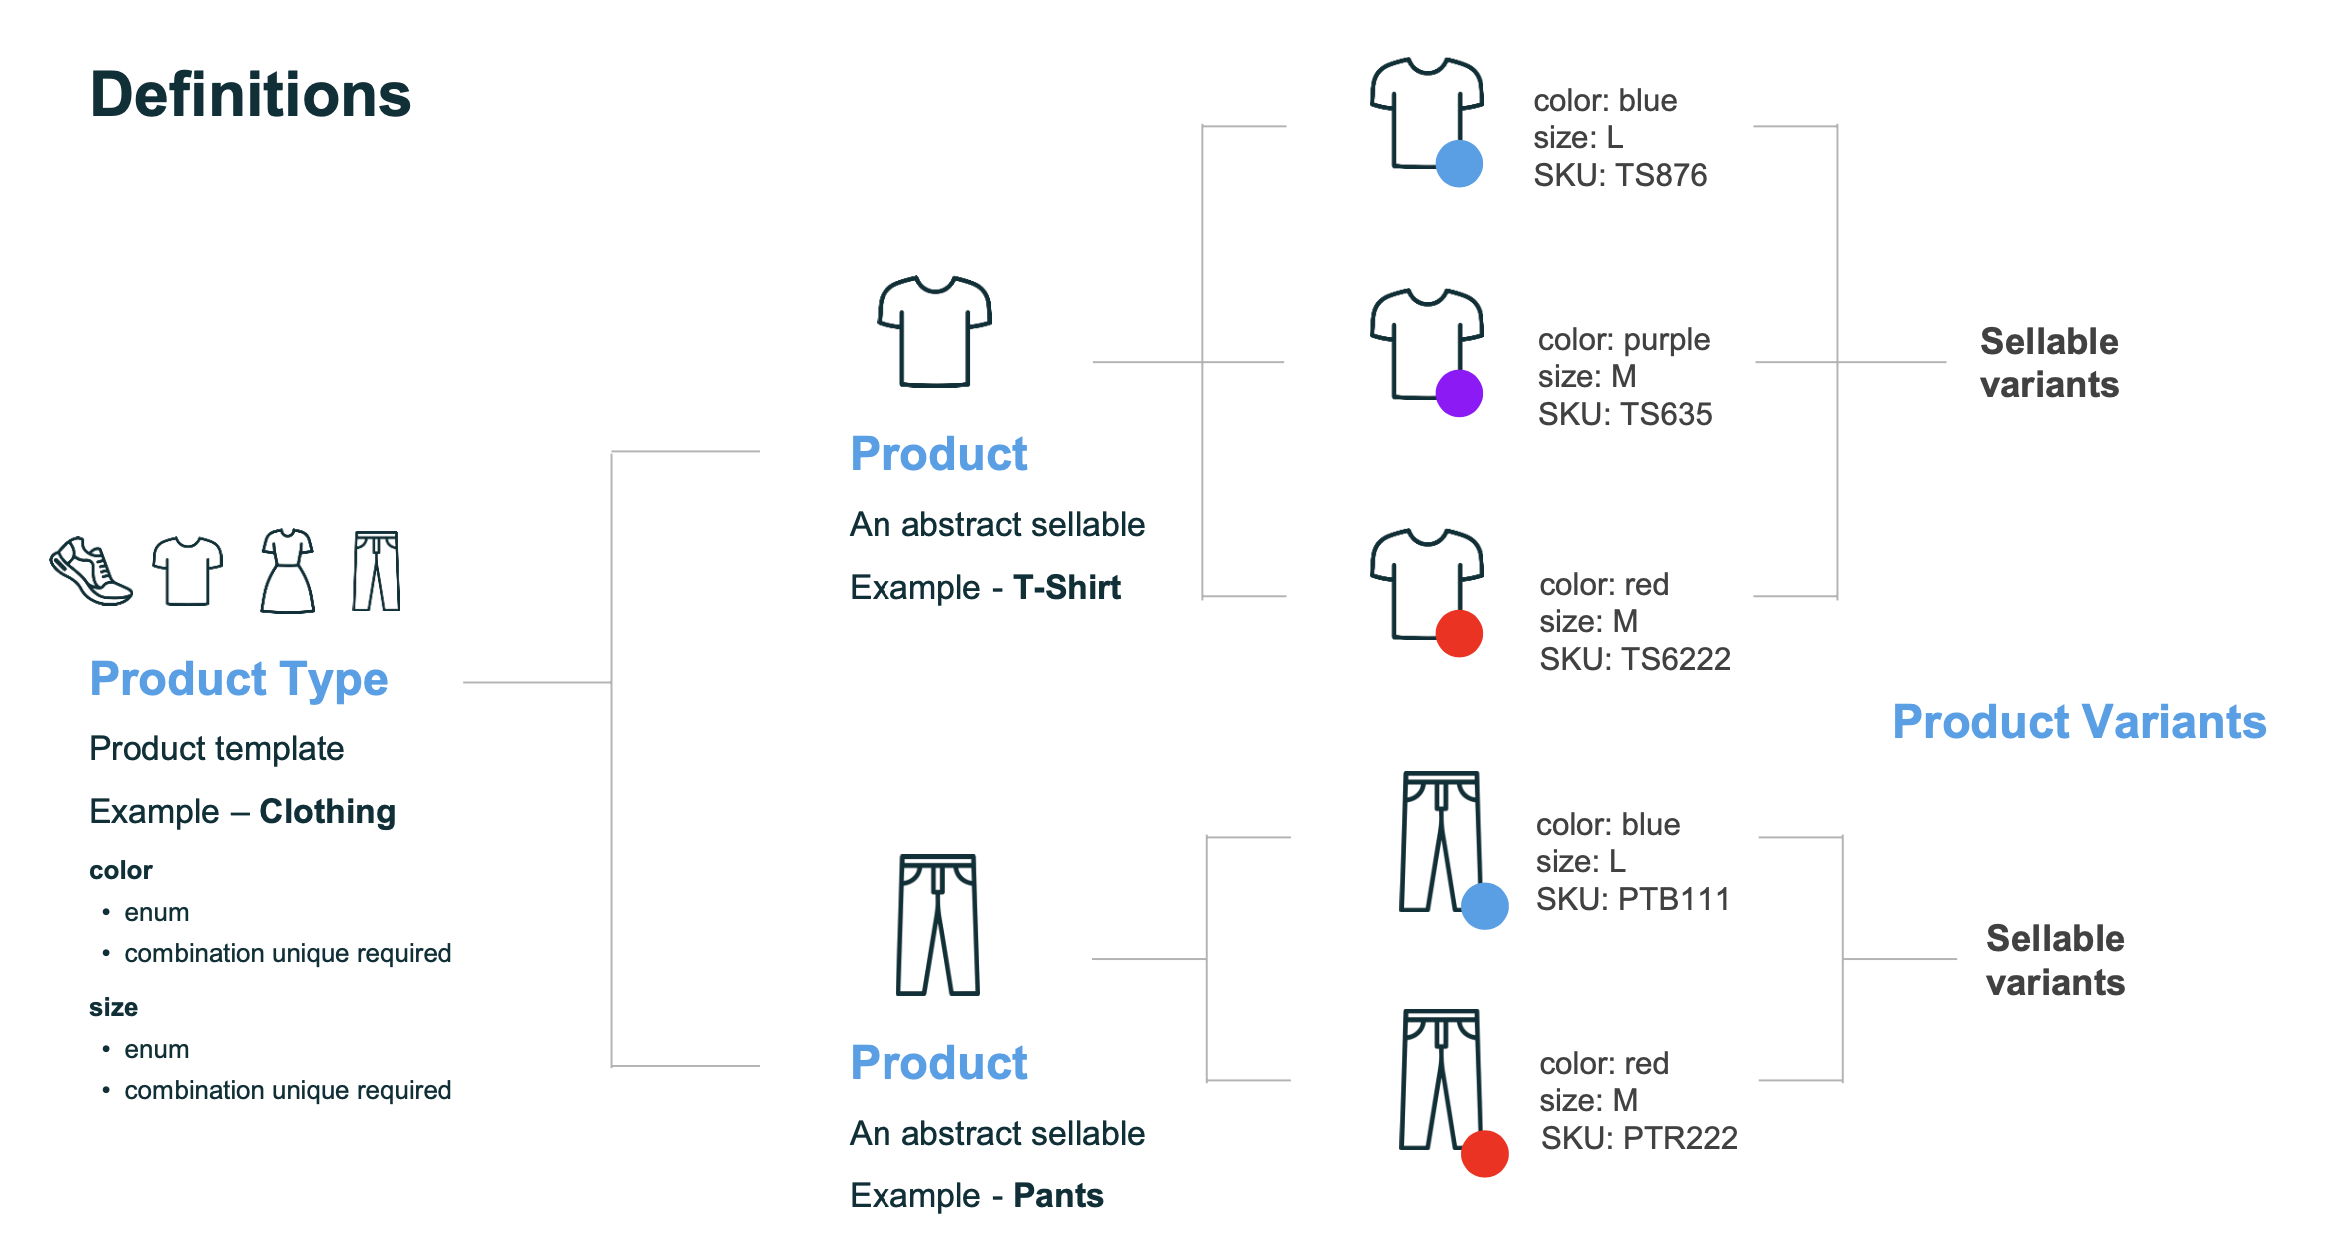 Definitions
Product Type
Product template
Example – Clothing
color
• enum
• combination unique required
size
• enum
• combination unique required
Product
An abstract sellable
Example - T-Shirt
color: blue
size: L
SKU: TS876
color: purple
size: M
SKU: TS635
color: red
size: M
SKU: TS6222
Sellable
variants
Product Variants
Product
An abstract sellable
Example - Pants
color: blue
size: L
SKU: PTB111
color: red
size: M
SKU: PTR222
Sellable
variants